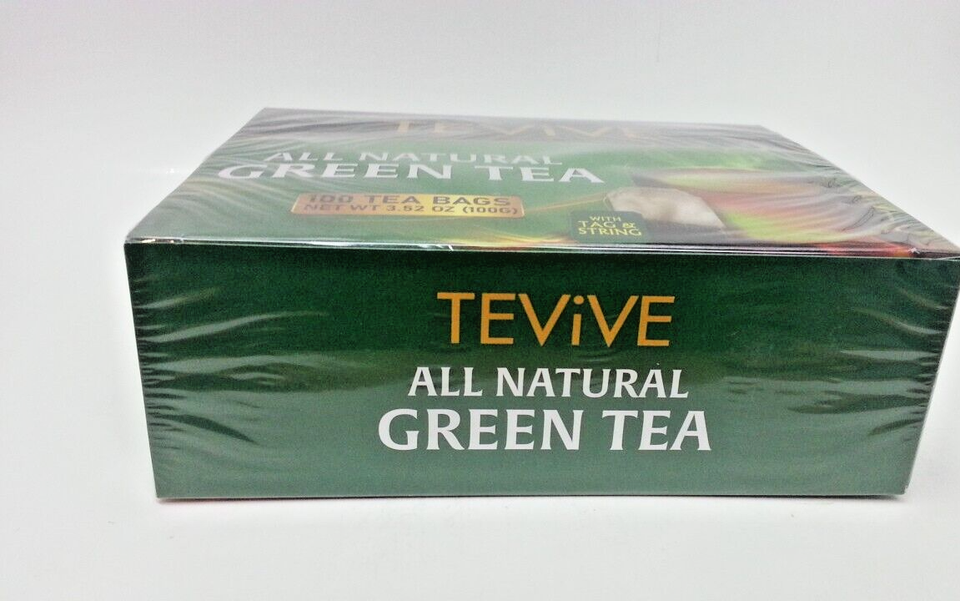 TEViVE
ALL NATURAL
GREEN TEA
100 TEA BAGS
NET WT 3.52 OZ (100G)
WITH
TAG &
STRING
TEViVE
ALL NATURAL
GREEN TEA